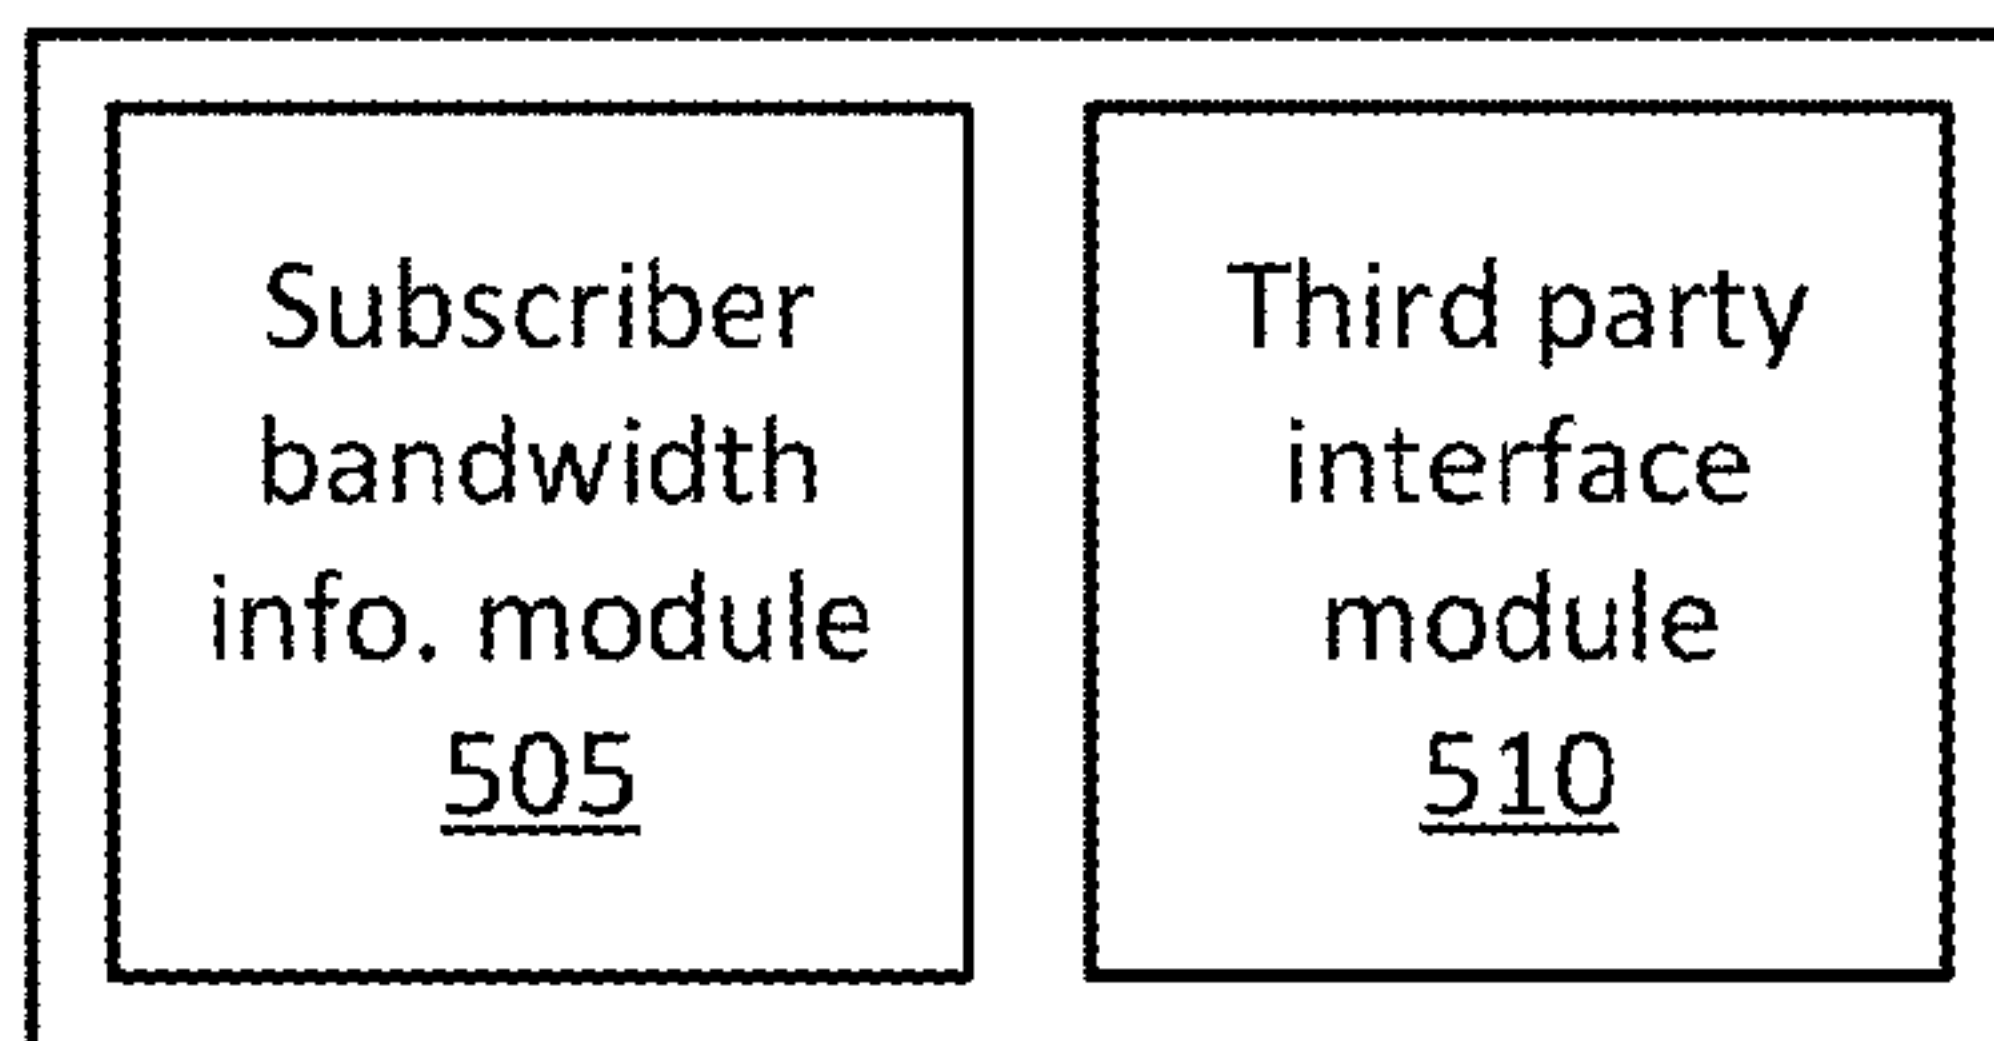 Subscriber
bandwidth
info. module
505
Third party
interface
module
510